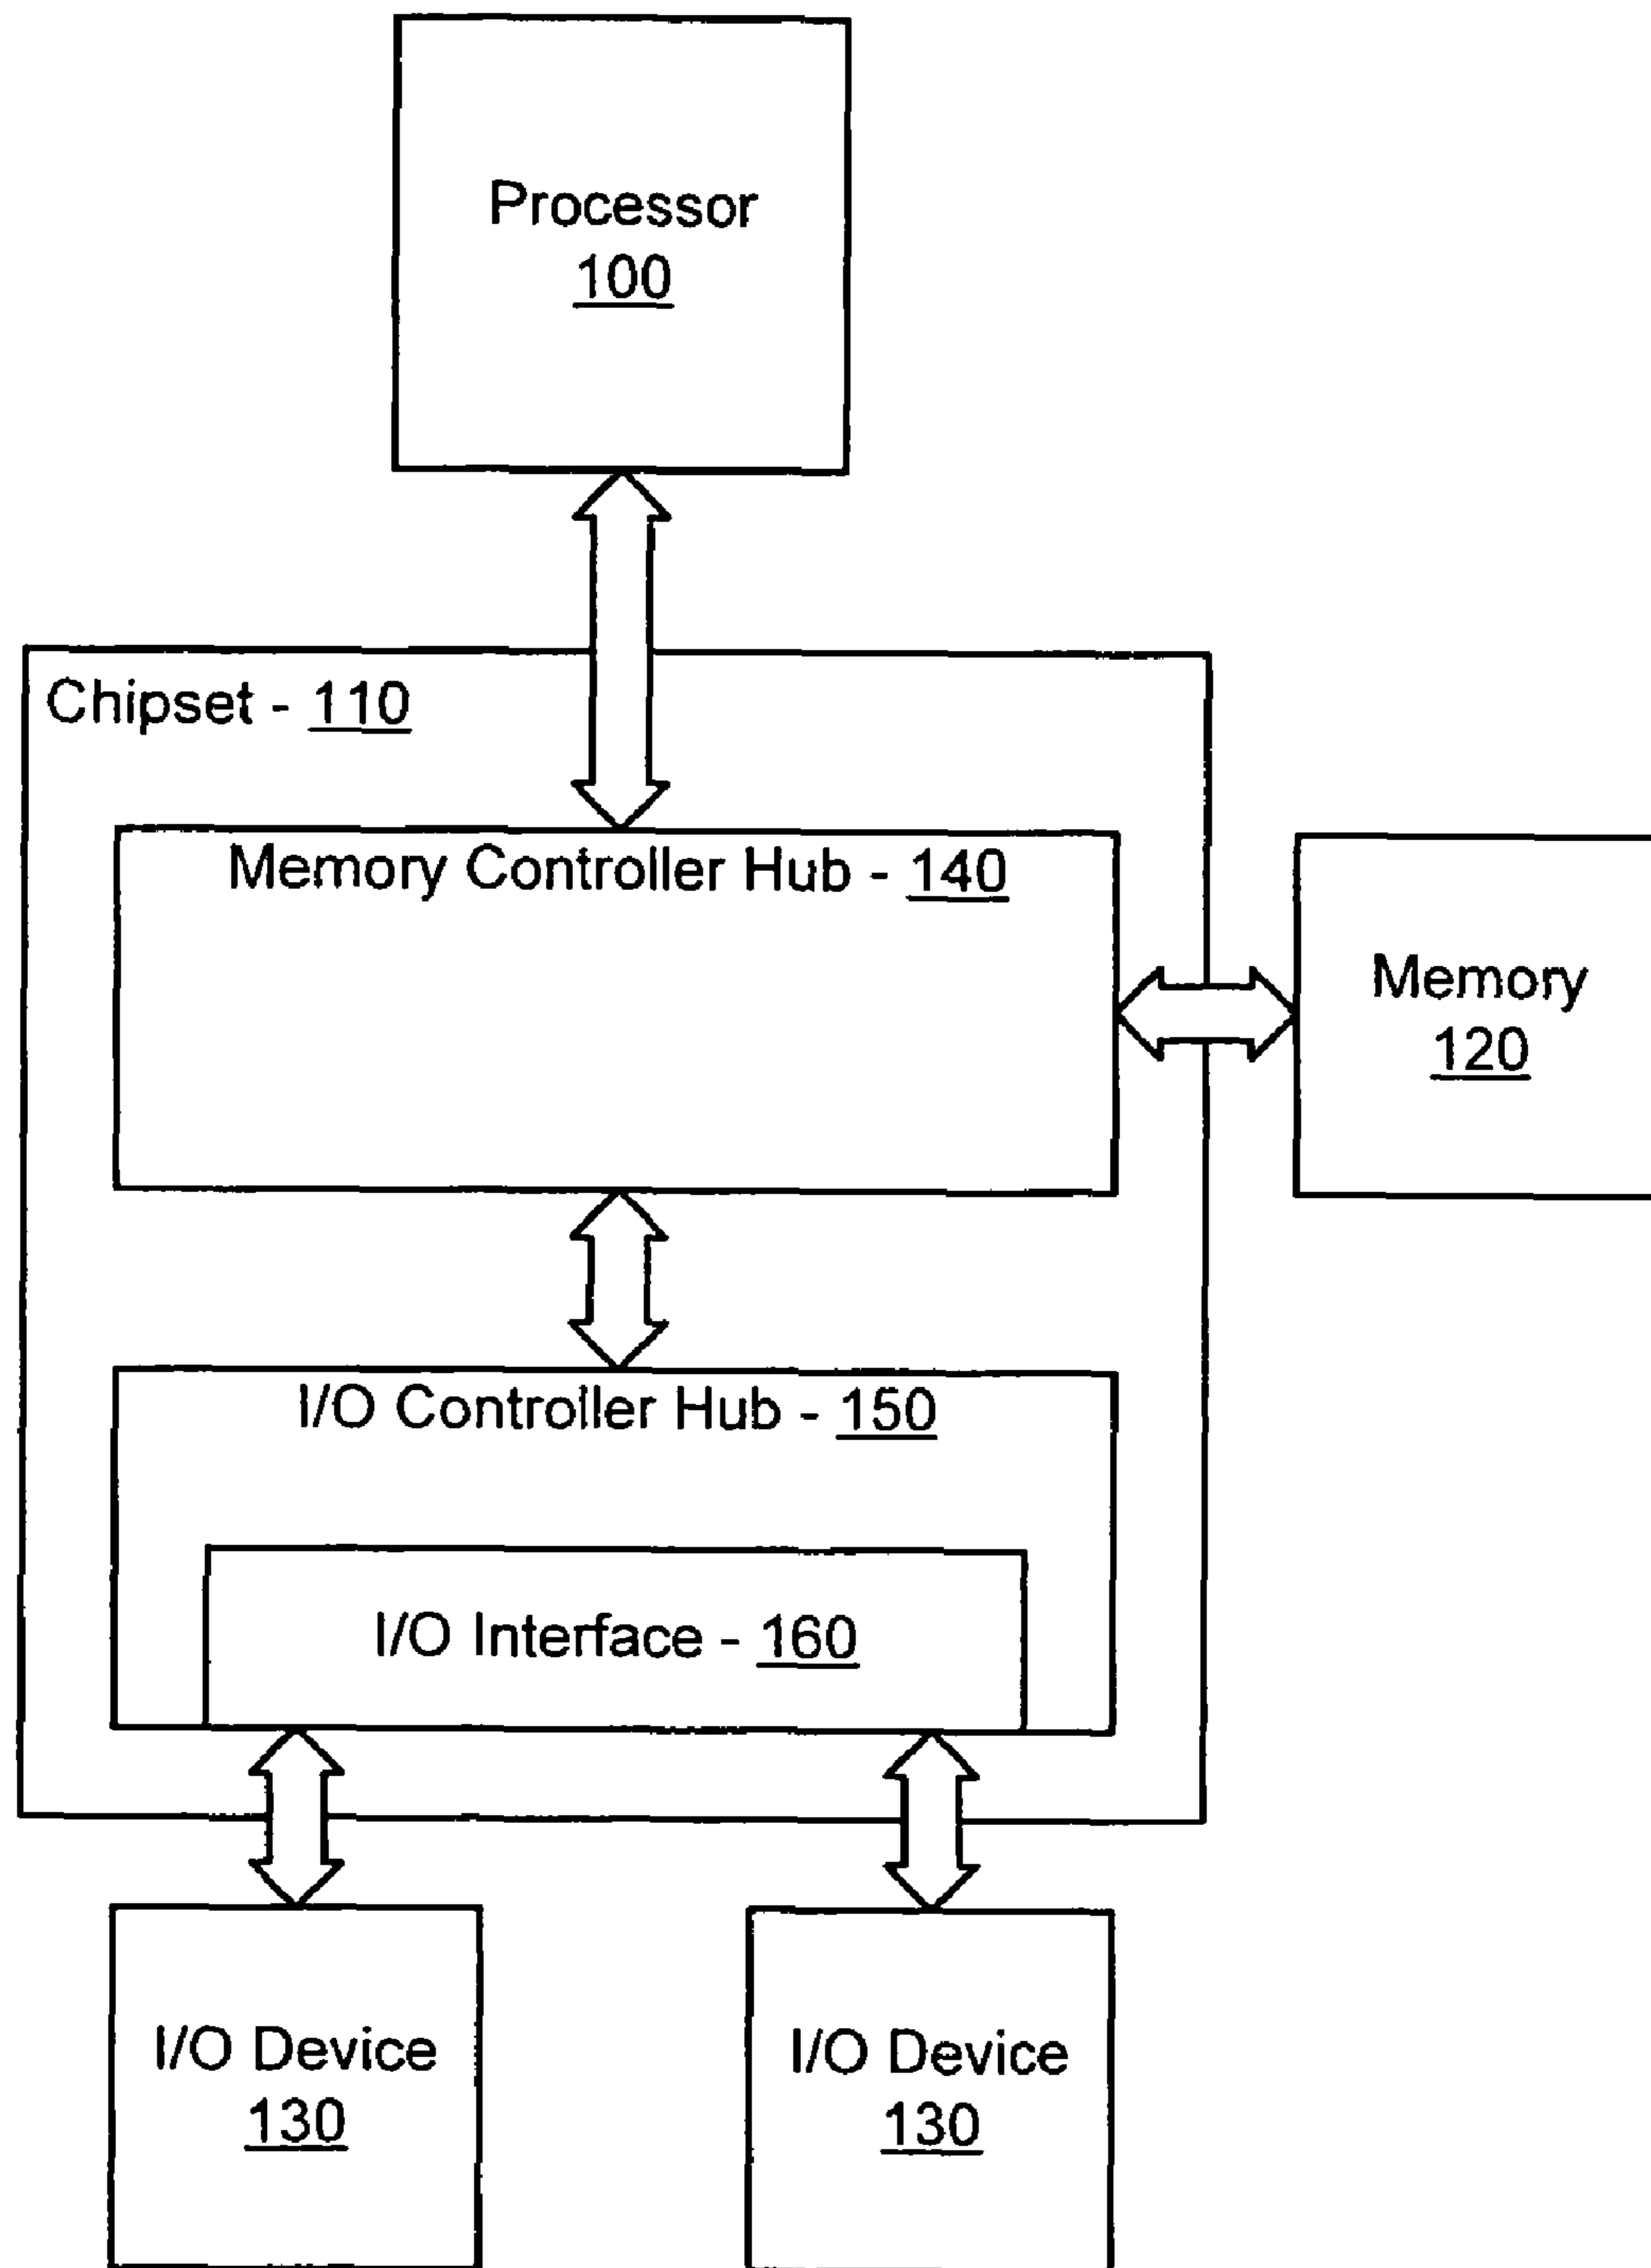 Processor
100
Chipset - 110
Memory Controller Hub - 140
Memory
120
I/O Controller Hub - 150
I/O Interface - 160
I/O Device
130
I/O Device
130